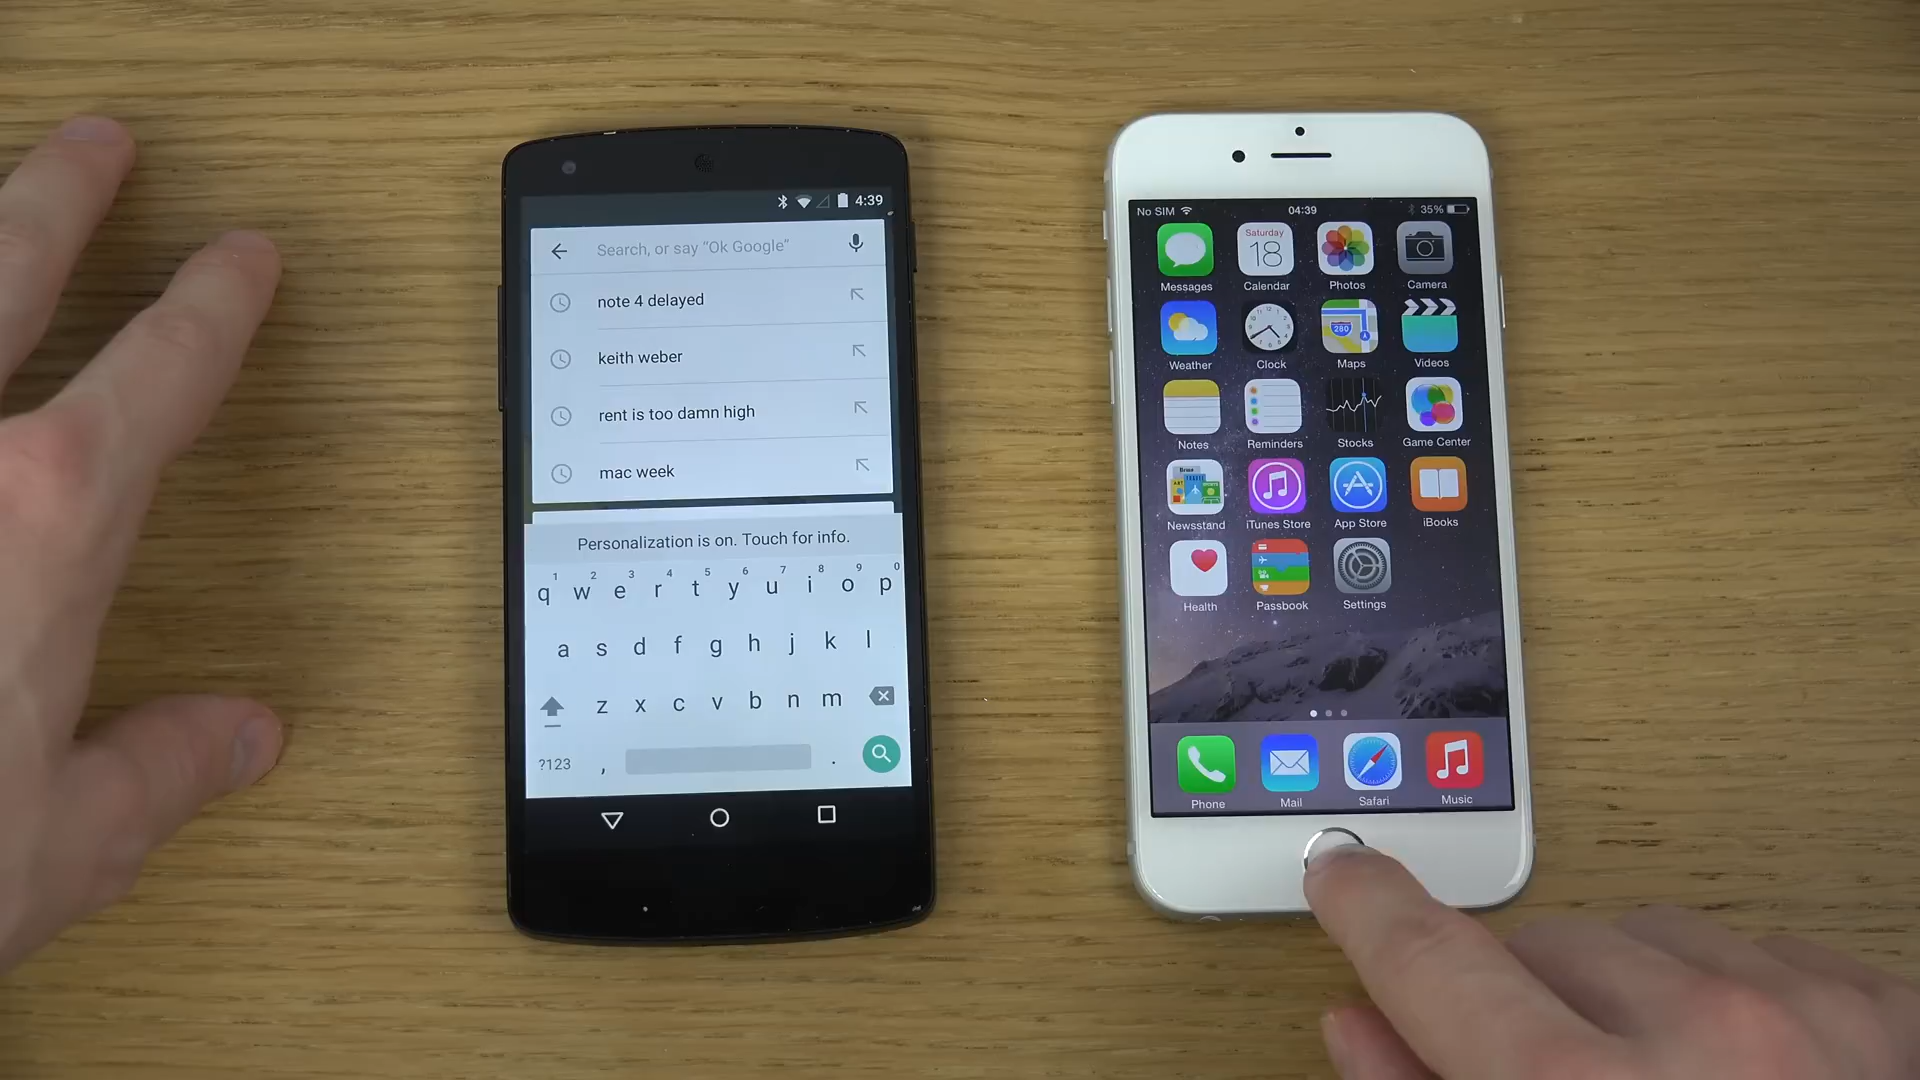 4:39
Search, or say “Ok Google”
note 4 delayed
keith weber
rent is too damn high
mac week
Personalization is on. Touch for info.
1 2 3 4 5 6 7 8 9 0
q w e r t y u i o p
a s d f g h j k l
z x c v b n m
?123 , .
No SIM 04:39 35%
Saturday
18
Messages Calendar Photos Camera
280
Weather Clock Maps Videos
Notes Reminders Stocks Game Center
Newsstand iTunes Store App Store iBooks
Health Passbook Settings
Phone Mail Safari Music